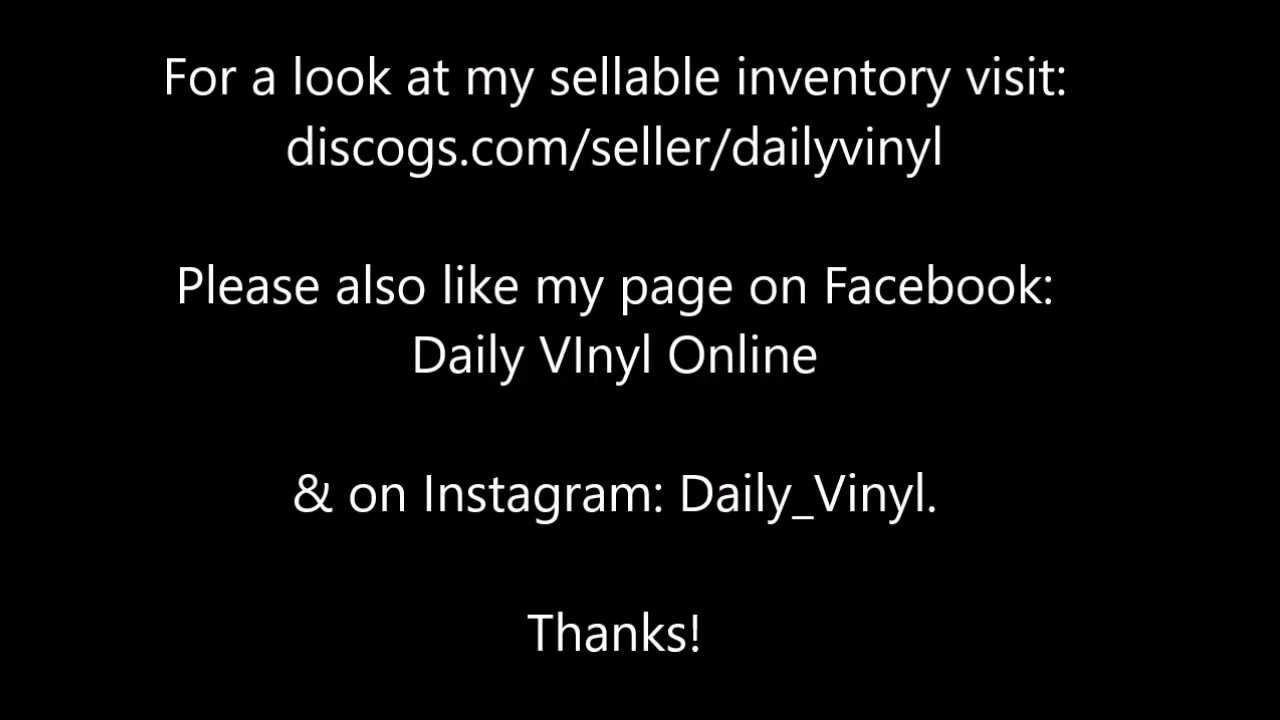 For a look at my sellable inventory visit:
discogs.com/seller/dailyvinyl
Please also like my page on Facebook:
Daily VInyl Online
& on Instagram: Daily_Vinyl.
Thanks!